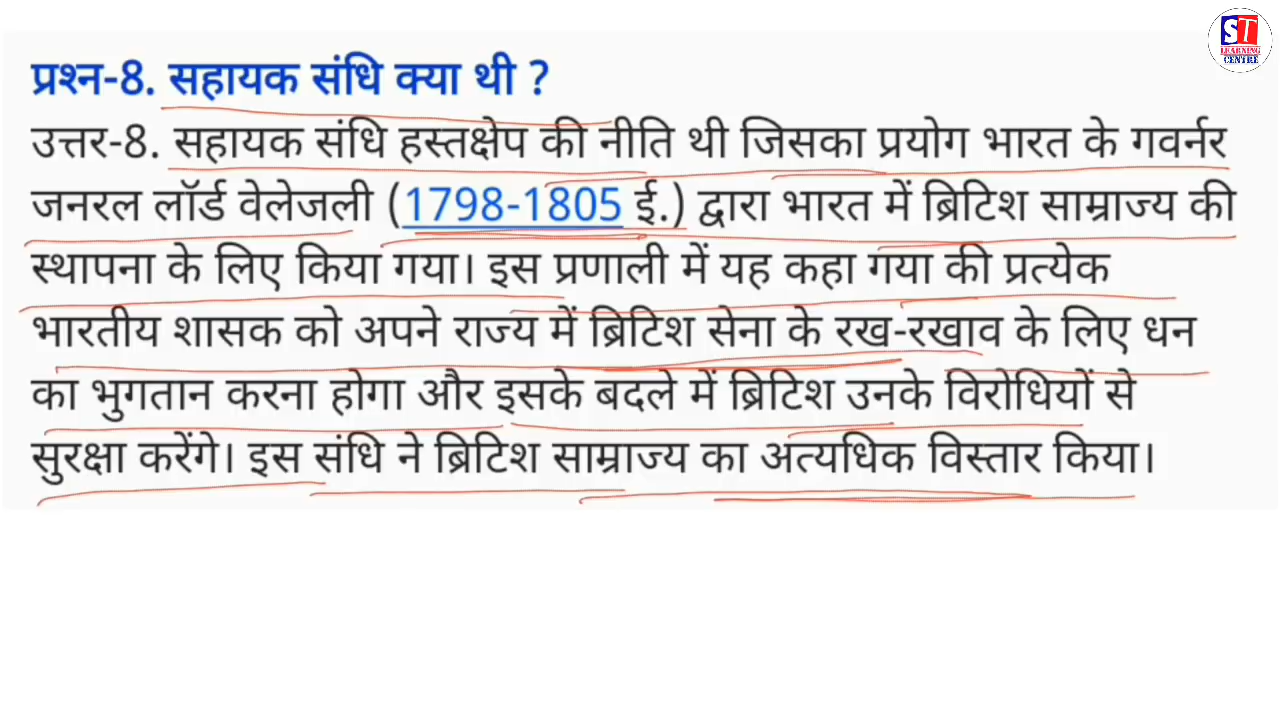 ST
LEARNING
CENTRE
प्रश्न-8. सहायक संधि क्या थी ?
उत्तर-8. सहायक संधि हस्तक्षेप की नीति थी जिसका प्रयोग भारत के गवर्नर
जनरल लॉर्ड वेलेजली (1798-1805 ई.) द्वारा भारत में ब्रिटिश साम्राज्य की
स्थापना के लिए किया गया। इस प्रणाली में यह कहा गया की प्रत्येक
भारतीय शासक को अपने राज्य में ब्रिटिश सेना के रख-रखाव के लिए धन
का भुगतान करना होगा और इसके बदले में ब्रिटिश उनके विरोधियों से
सुरक्षा करेंगे। इस संधि ने ब्रिटिश साम्राज्य का अत्यधिक विस्तार किया।